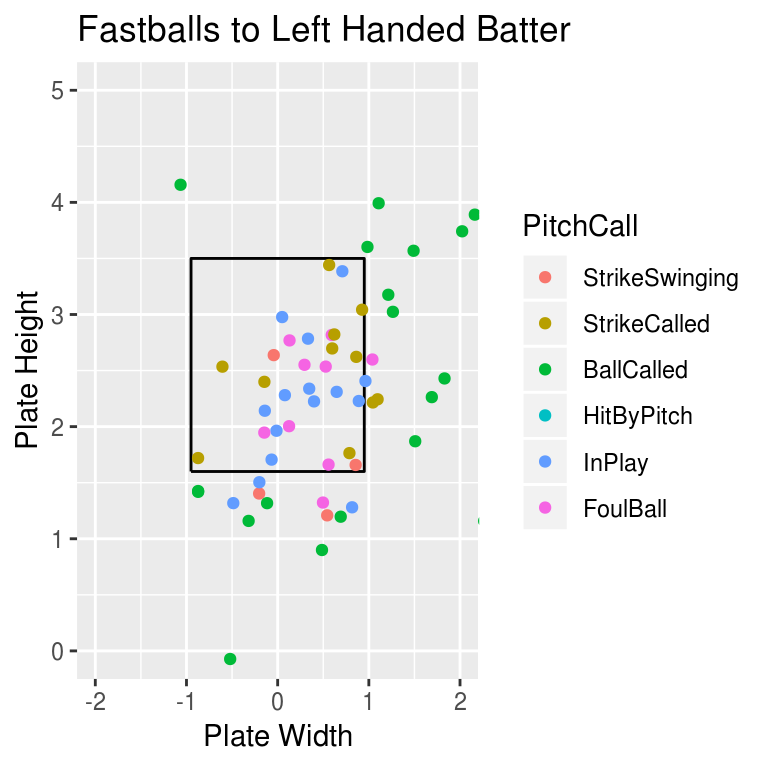 Fastballs to Left Handed Batter
5
4
3
2
1
0
Plate Height
-2 -1 0 1 2
Plate Width
PitchCall
StrikeSwinging
StrikeCalled
BallCalled
HitByPitch
InPlay
FoulBall